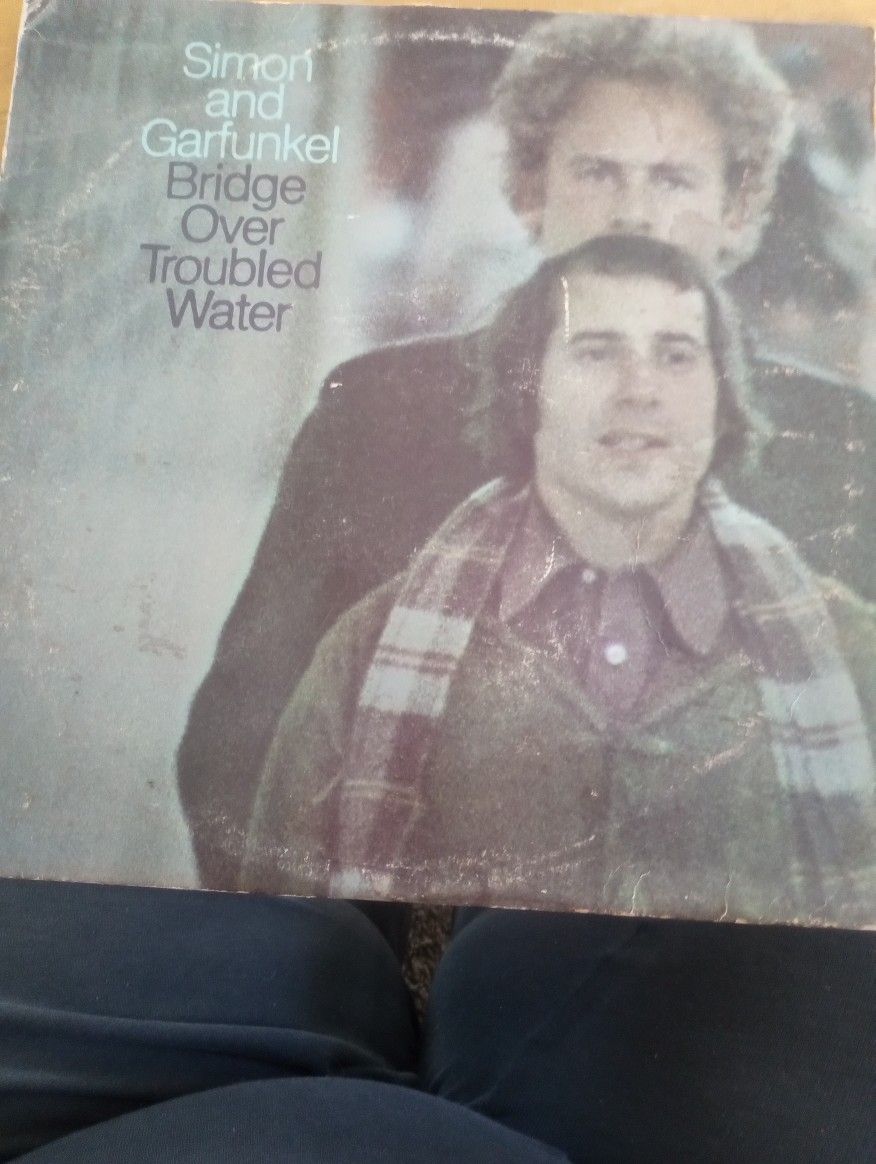 Simon
and
Garfunkel
Bridge
Over
Troubled
Water